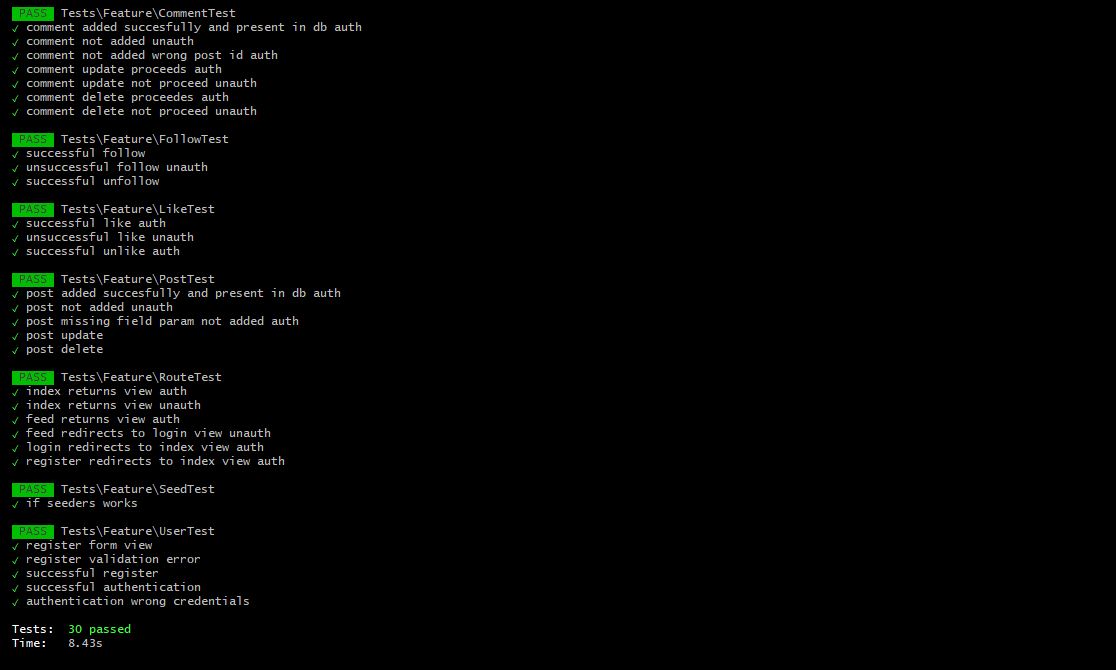 PASS Tests\Feature\CommentTest
✓ comment added succesfully and present in db auth
✓ comment not added unauth
✓ comment not added wrong post id auth
✓ comment update proceeds auth
✓ comment update not proceed unauth
✓ comment delete proceedes auth
✓ comment delete not proceed unauth
PASS Tests\Feature\FollowTest
✓ successful follow
✓ unsuccessful follow unauth
✓ successful unfollow
PASS Tests\Feature\LikeTest
✓ successful like auth
✓ unsuccessful like unauth
✓ successful unlike auth
PASS Tests\Feature\PostTest
✓ post added succesfully and present in db auth
✓ post not added unauth
✓ post missing field param not added auth
✓ post update
✓ post delete
PASS Tests\Feature\RouteTest
✓ index returns view auth
✓ index returns view unauth
✓ feed returns view auth
✓ feed redirects to login view unauth
✓ login redirects to index view auth
✓ register redirects to index view auth
PASS Tests\Feature\SeedTest
✓ if seeders works
PASS Tests\Feature\UserTest
✓ register form view
✓ register validation error
✓ successful register
✓ successful authentication
✓ authentication wrong credentials
Tests: 30 passed
Time: 8.43s